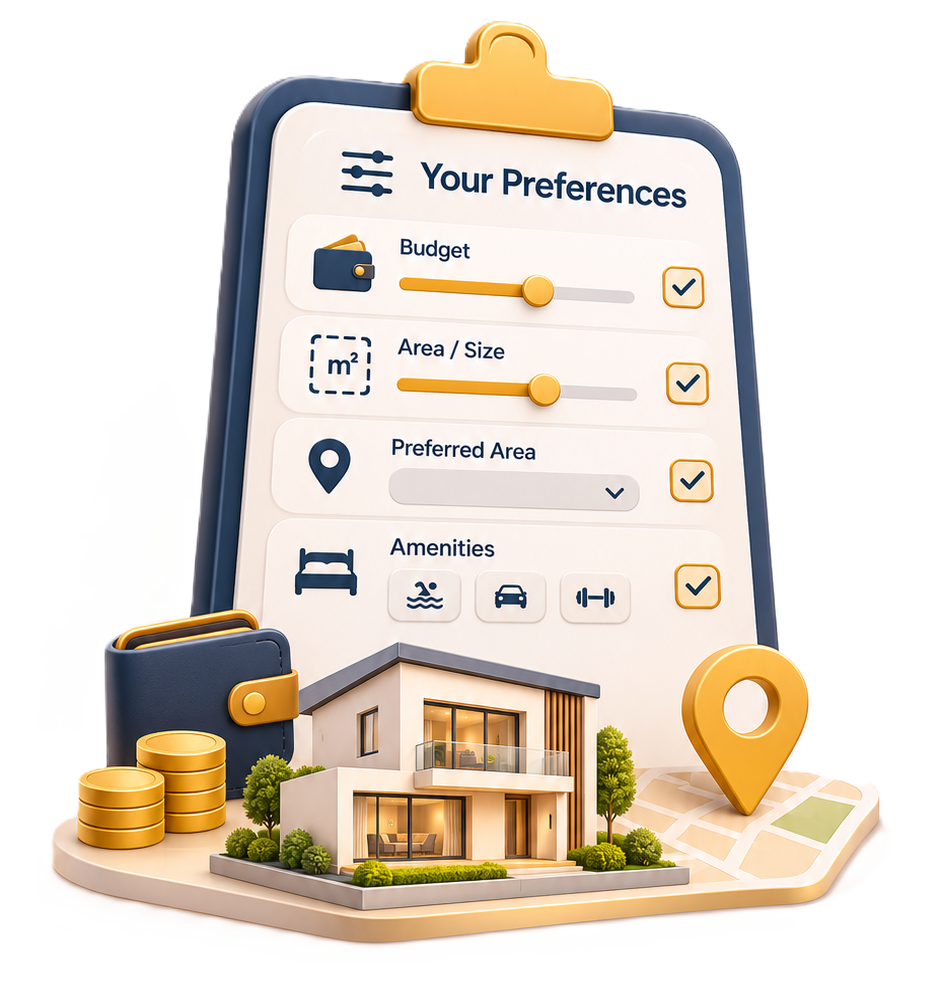 Your Preferences
Budget
m²
Area / Size
Preferred Area
Amenities